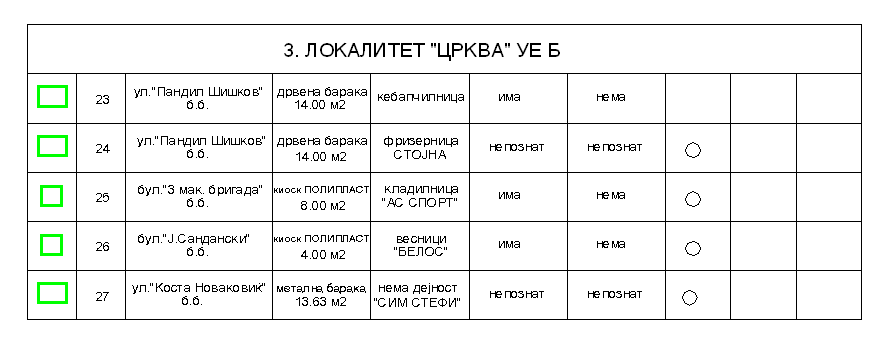 3. ЛОКАЛИТЕТ "ЦРКВА" УЕ Б
23 ул."Пандил Шишков" б.б. дрвена барака 14.00 м2 кебапчилница има нема
24 ул."Пандил Шишков" б.б. дрвена барака 14.00 м2 фризерница СТОЈНА непознат непознат
25 бул."3 мак. бригада" б.б. киоск ПОЛИПЛАСТ 8.00 м2 кладилница "АС СПОРТ" има нема
26 бул."Ј.Сандански" б.б. киоск ПОЛИПЛАСТ 4.00 м2 весници "БЕЛОС" има нема
27 ул."Коста Новаковиќ" б.б. метална барака 13.63 м2 нема дејност "СИМ СТЕФИ" непознат непознат